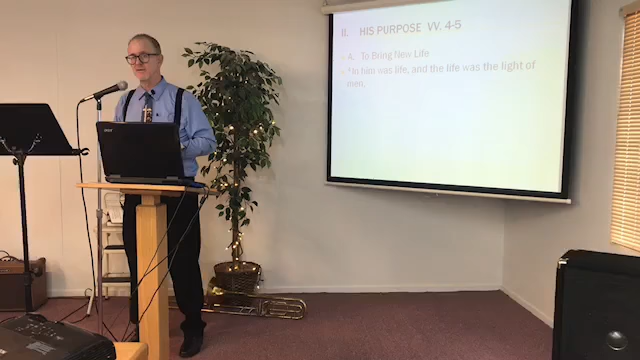 II. HIS PURPOSE VV. 4-5
A. To Bring New Life
"In him was life, and the life was the light of
men.
acer